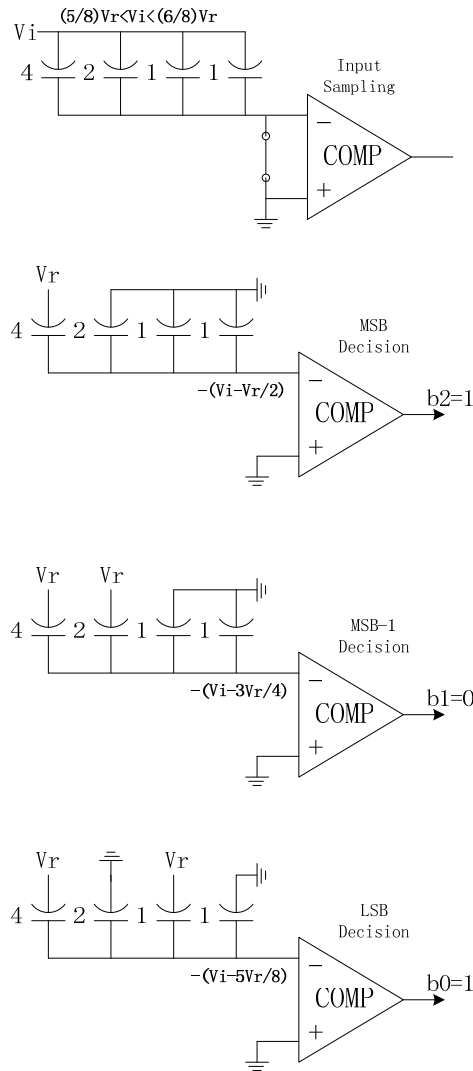 (5/8)Vr<Vi<(6/8)Vr
Vi
4 2 1 1
Input
Sampling
−
COMP
+
Vr
4 2 1 1
MSB
Decision
−(Vi−Vr/2)
−
COMP
+
b2=1
Vr Vr
4 2 1 1
MSB-1
Decision
−(Vi−3Vr/4)
−
COMP
+
b1=0
Vr Vr
4 2 1 1
LSB
Decision
−(Vi−5Vr/8)
−
COMP
+
b0=1